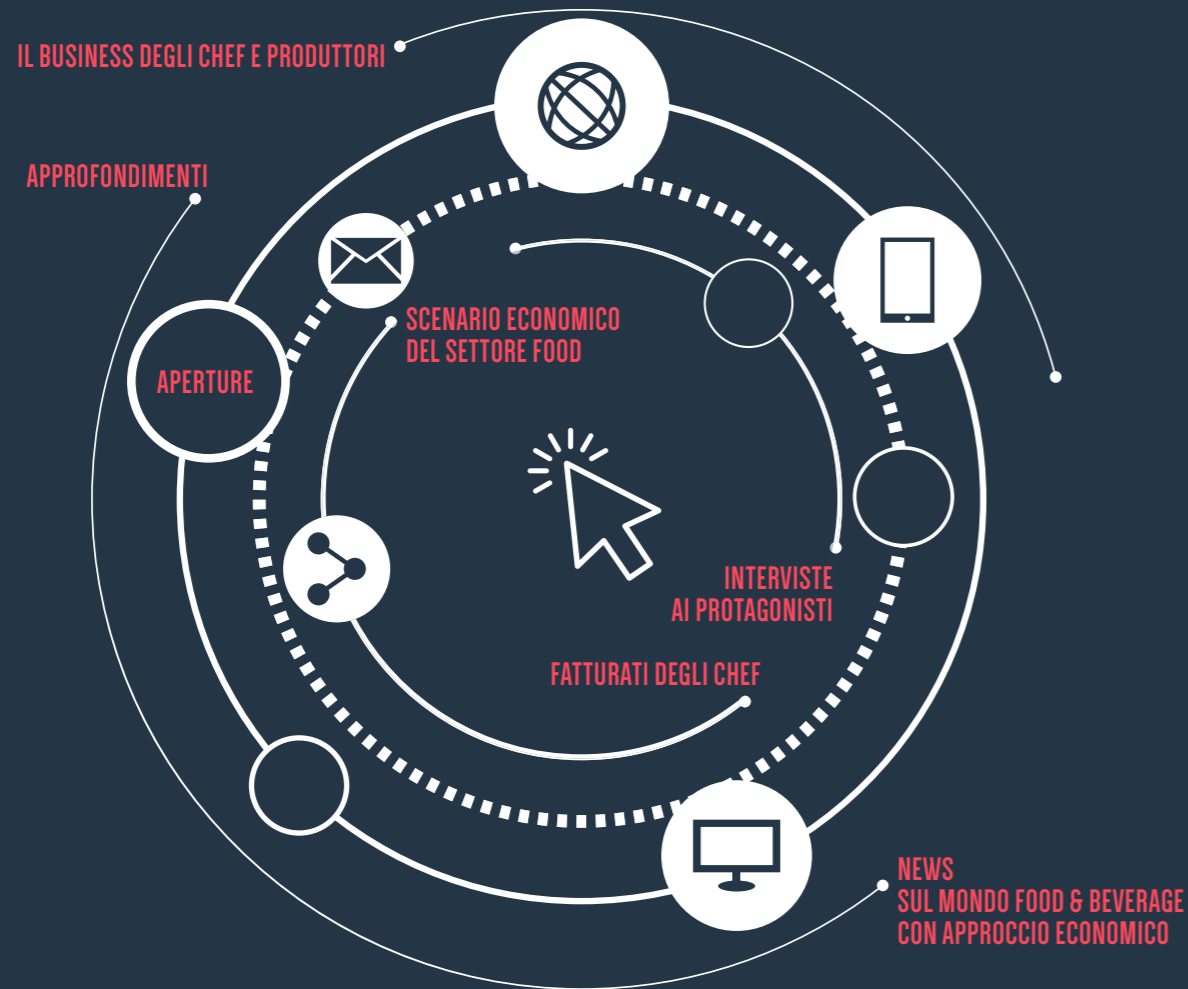 IL BUSINESS DEGLI CHEF E PRODUTTORI
APPROFONDIMENTI
SCENARIO ECONOMICO
DEL SETTORE FOOD
APERTURE
INTERVISTE
AI PROTAGONISTI
FATTURATI DEGLI CHEF
NEWS
SUL MONDO FOOD & BEVERAGE
CON APPROCCIO ECONOMICO